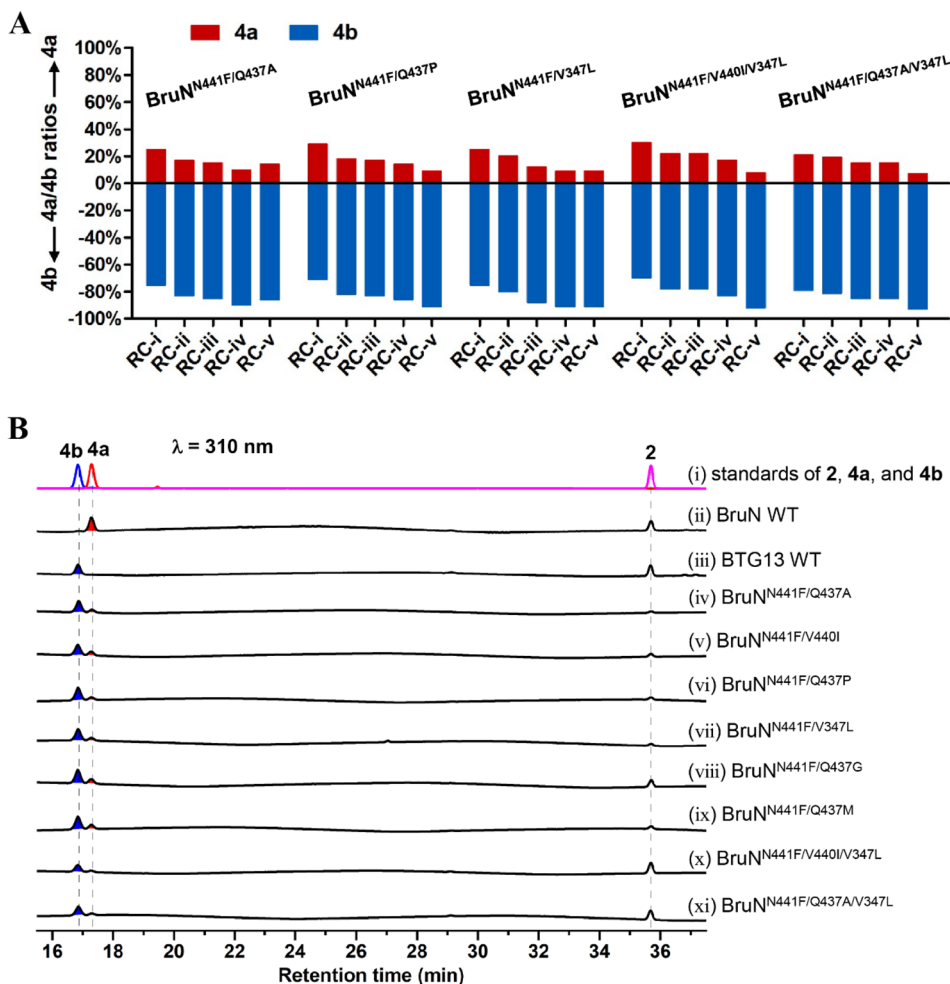 A
4a 4b
4b ← 4a/4b ratios → 4a
100%
80%
60%
40%
20%
0%
-20%
-40%
-60%
-80%
-100%
BruN^N441F/Q437A BruN^N441F/Q437P BruN^N441F/V347L BruN^N441F/V440I/V347L BruN^N441F/Q437A/V347L
RC-i RC-ii RC-iii RC-iv RC-v RC-i RC-ii RC-iii RC-iv RC-v RC-i RC-ii RC-iii RC-iv RC-v RC-i RC-ii RC-iii RC-iv RC-v RC-i RC-ii RC-iii RC-iv RC-v
B
4b 4a λ = 310 nm 2
(i) standards of 2, 4a, and 4b
(ii) BruN WT
(iii) BTG13 WT
(iv) BruN^N441F/Q437A
(v) BruN^N441F/V440I
(vi) BruN^N441F/Q437P
(vii) BruN^N441F/V347L
(viii) BruN^N441F/Q437G
(ix) BruN^N441F/Q437M
(x) BruN^N441F/V440I/V347L
(xi) BruN^N441F/Q437A/V347L
16 18 20 22 24 26 28 30 32 34 36
Retention time (min)